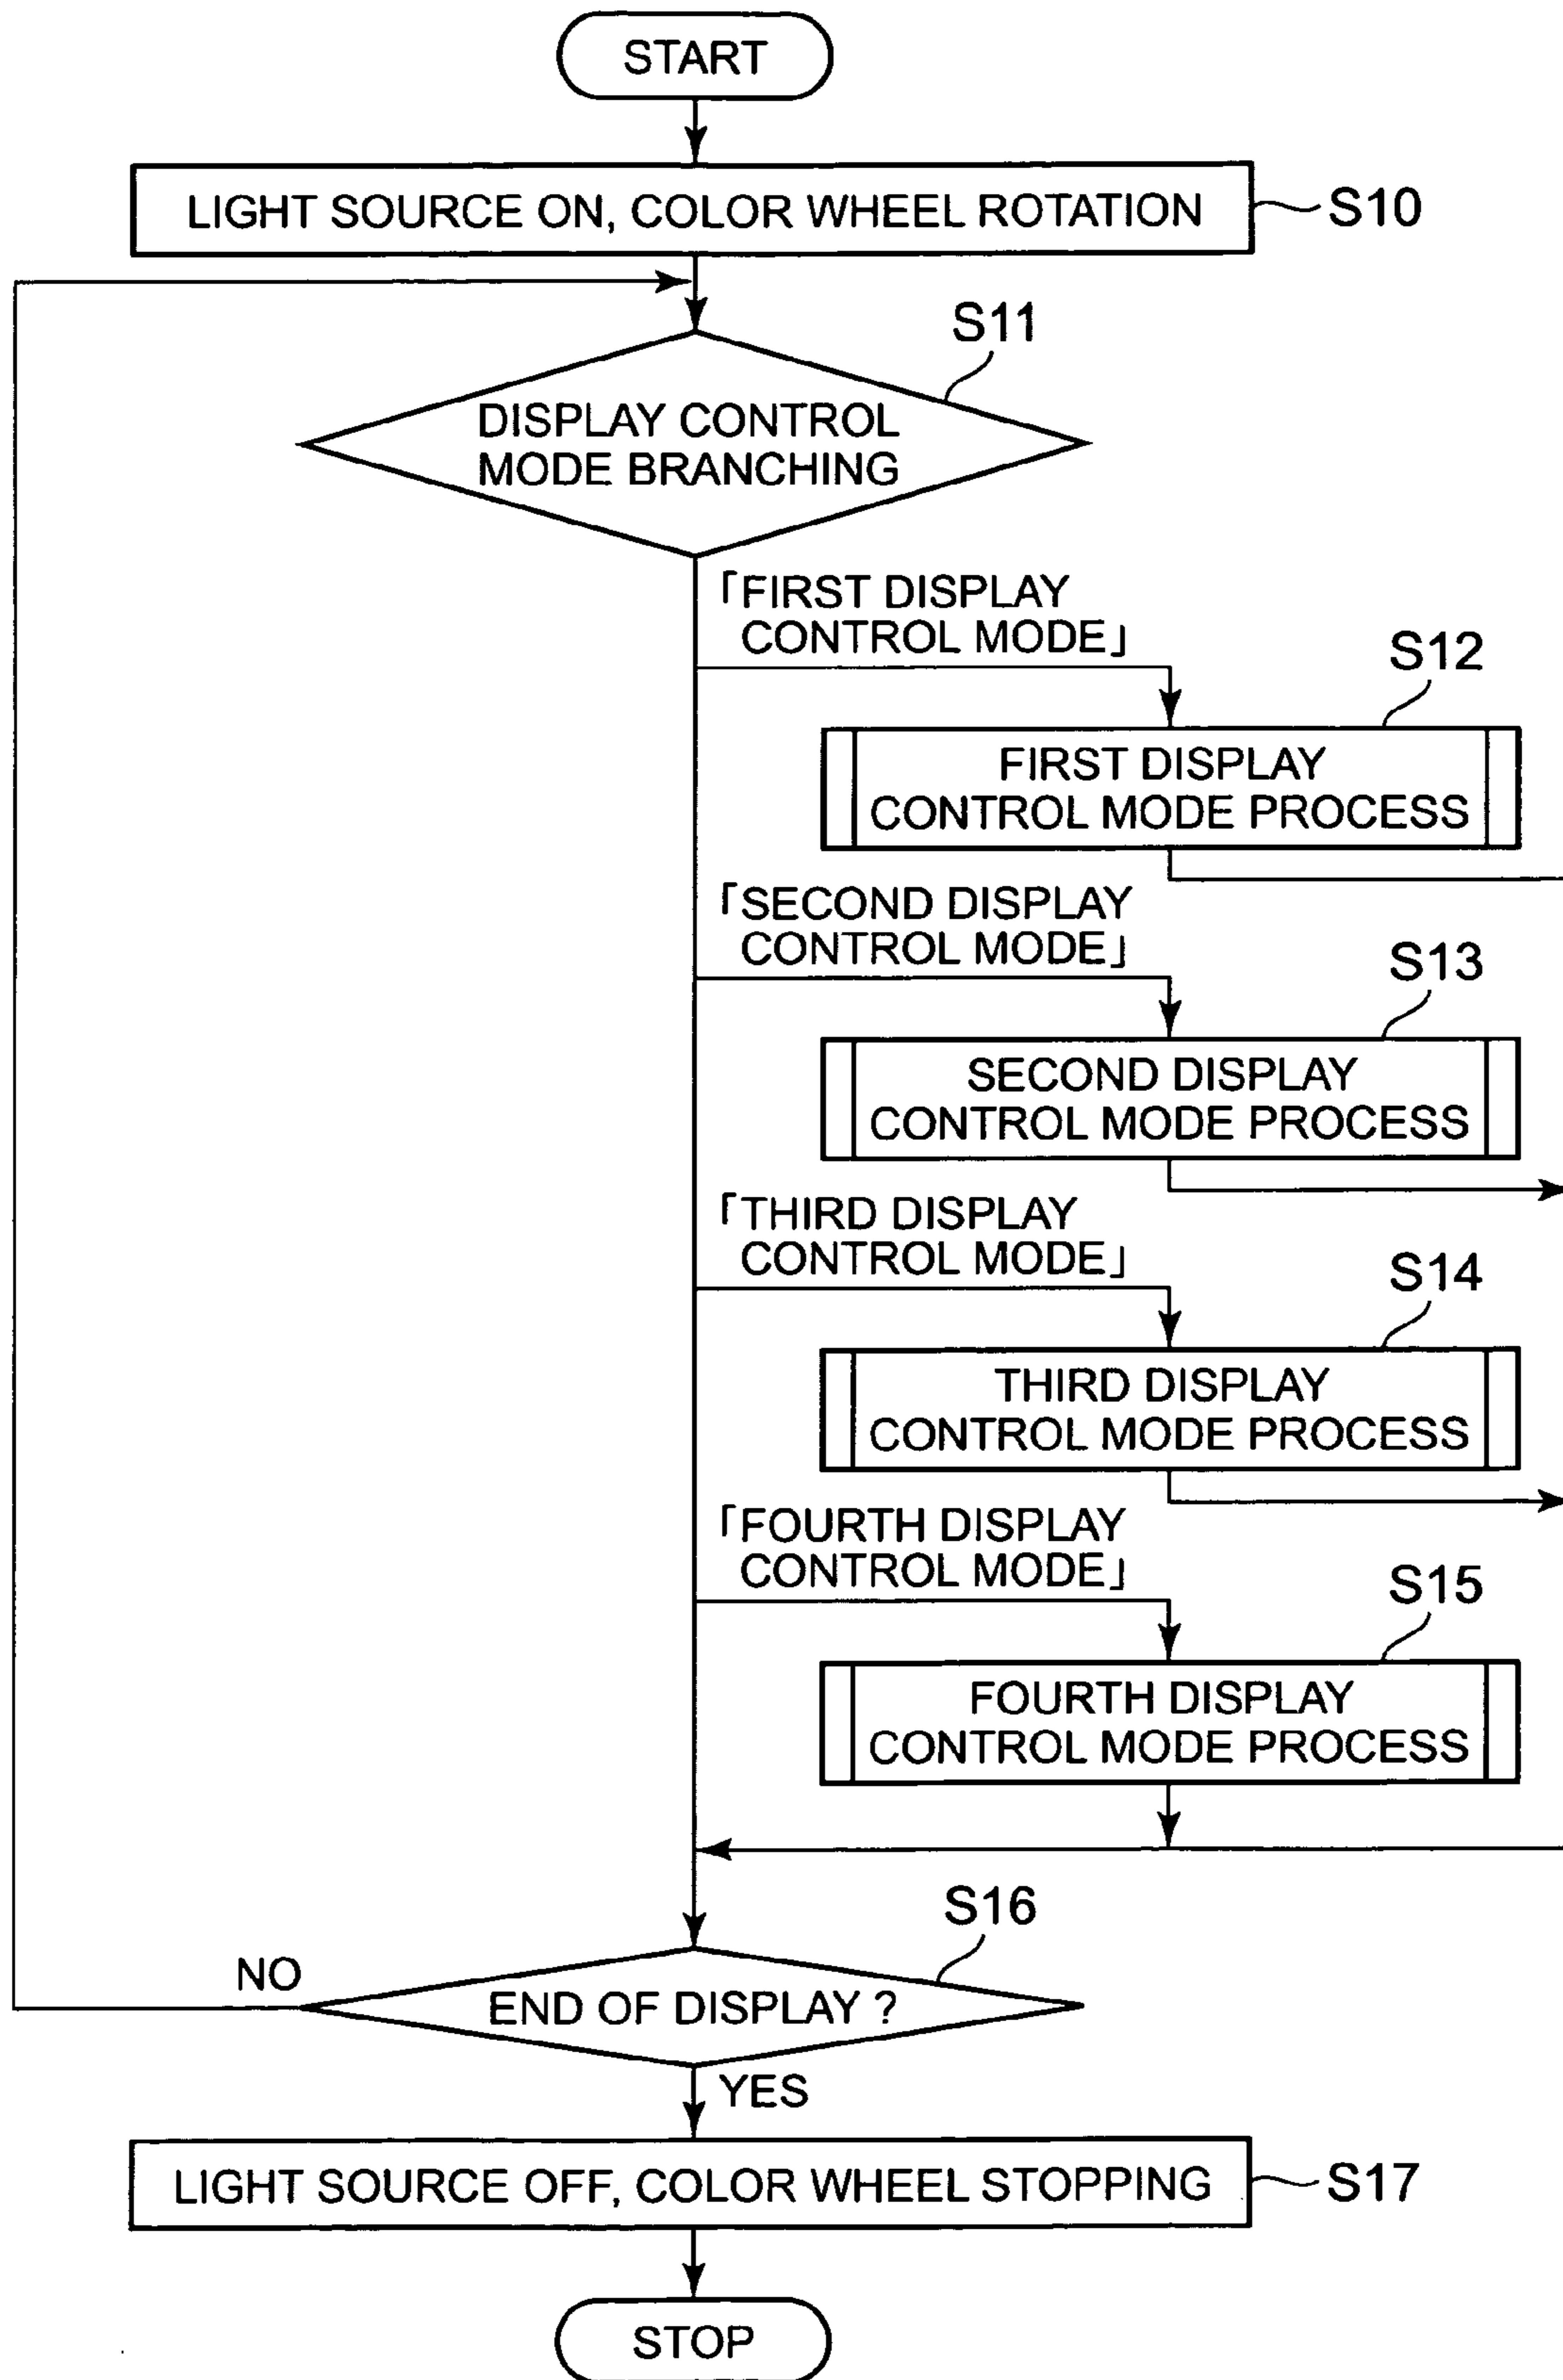 START
LIGHT SOURCE ON, COLOR WHEEL ROTATION
S10
S11
DISPLAY CONTROL
MODE BRANCHING
「FIRST DISPLAY
CONTROL MODE」
S12
FIRST DISPLAY
CONTROL MODE PROCESS
「SECOND DISPLAY
CONTROL MODE」
S13
SECOND DISPLAY
CONTROL MODE PROCESS
「THIRD DISPLAY
CONTROL MODE」
S14
THIRD DISPLAY
CONTROL MODE PROCESS
「FOURTH DISPLAY
CONTROL MODE」
S15
FOURTH DISPLAY
CONTROL MODE PROCESS
S16
NO
END OF DISPLAY ?
YES
LIGHT SOURCE OFF, COLOR WHEEL STOPPING
S17
STOP